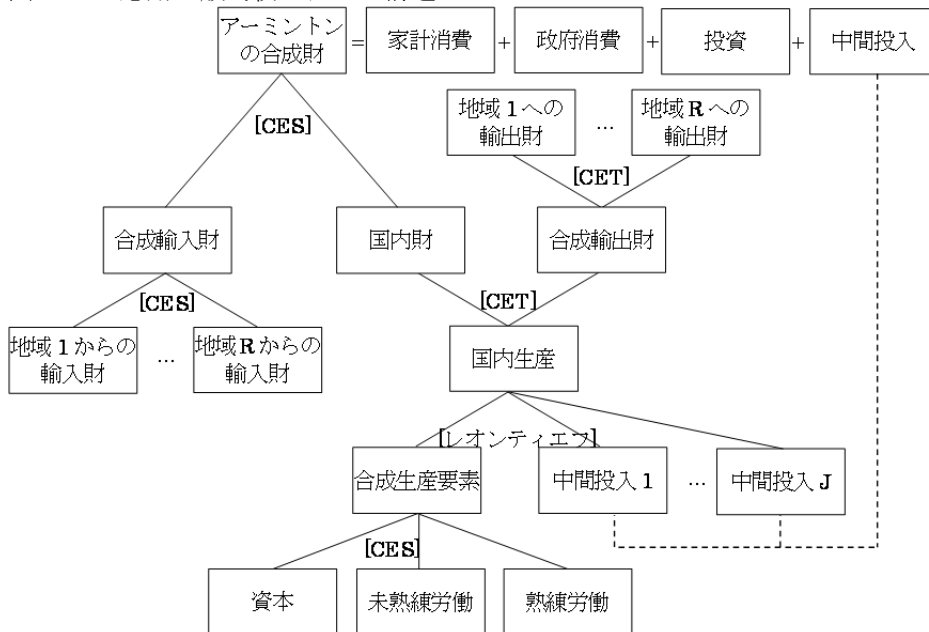 アーミントン
の合成財
=
家計消費
+
政府消費
+
投資
+
中間投入
[CES]
地域1への
輸出財
…
地域Rへの
輸出財
[CET]
合成輸入財
国内財
合成輸出財
[CES]
[CET]
地域1からの
輸入財
…
地域Rからの
輸入財
国内生産
[レオンティエフ]
合成生産要素
中間投入1
…
中間投入J
[CES]
資本
未熟練労働
熟練労働